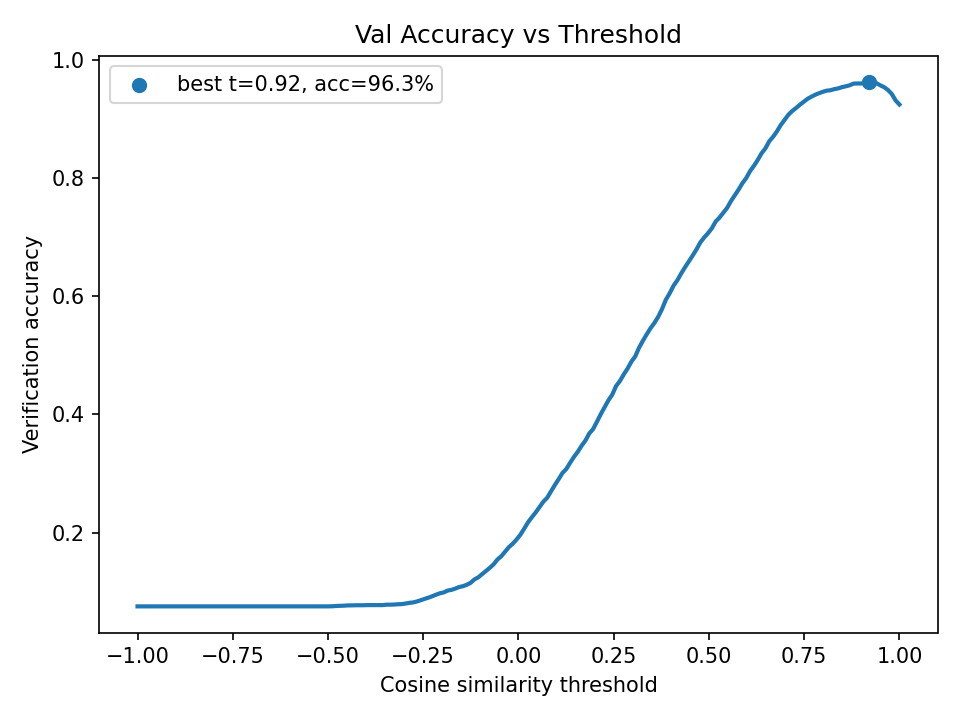 Val Accuracy vs Threshold
best t=0.92, acc=96.3%
Verification accuracy
1.0
0.8
0.6
0.4
0.2
−1.00 −0.75 −0.50 −0.25 0.00 0.25 0.50 0.75 1.00
Cosine similarity threshold